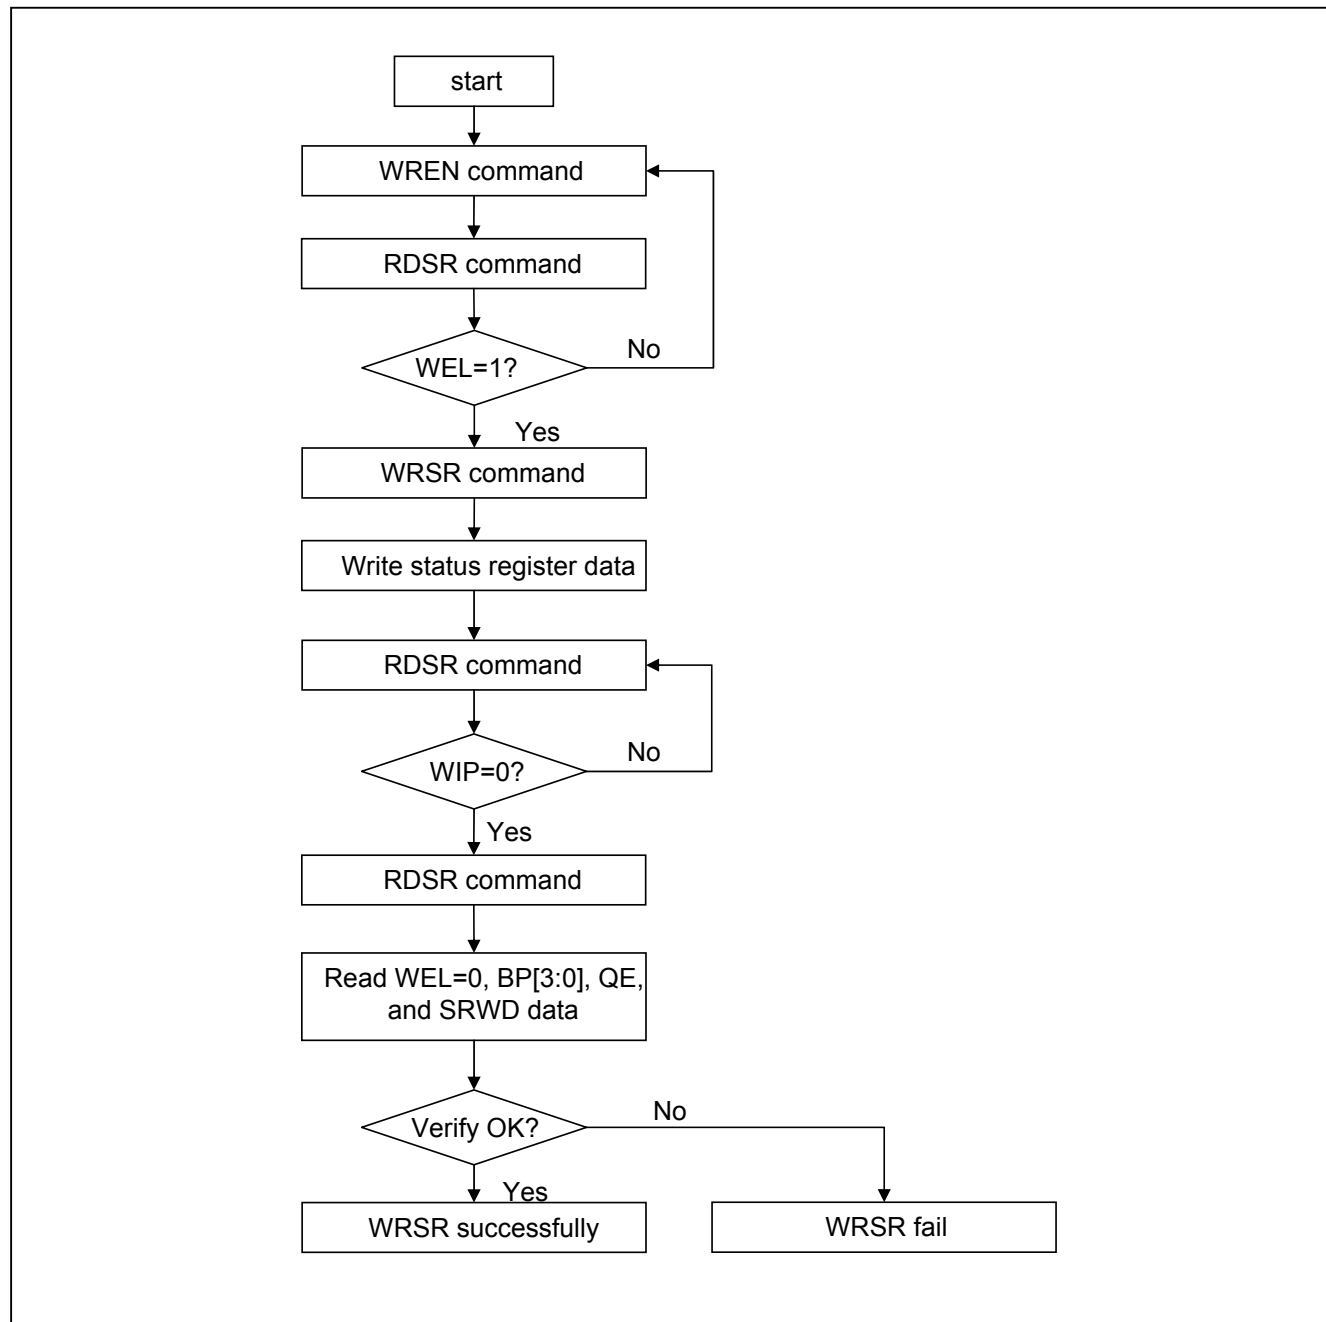 start
WREN command
RDSR command
WEL=1?
No
Yes
WRSR command
Write status register data
RDSR command
WIP=0?
No
Yes
RDSR command
Read WEL=0, BP[3:0], QE,
and SRWD data
Verify OK?
No
Yes
WRSR successfully
WRSR fail